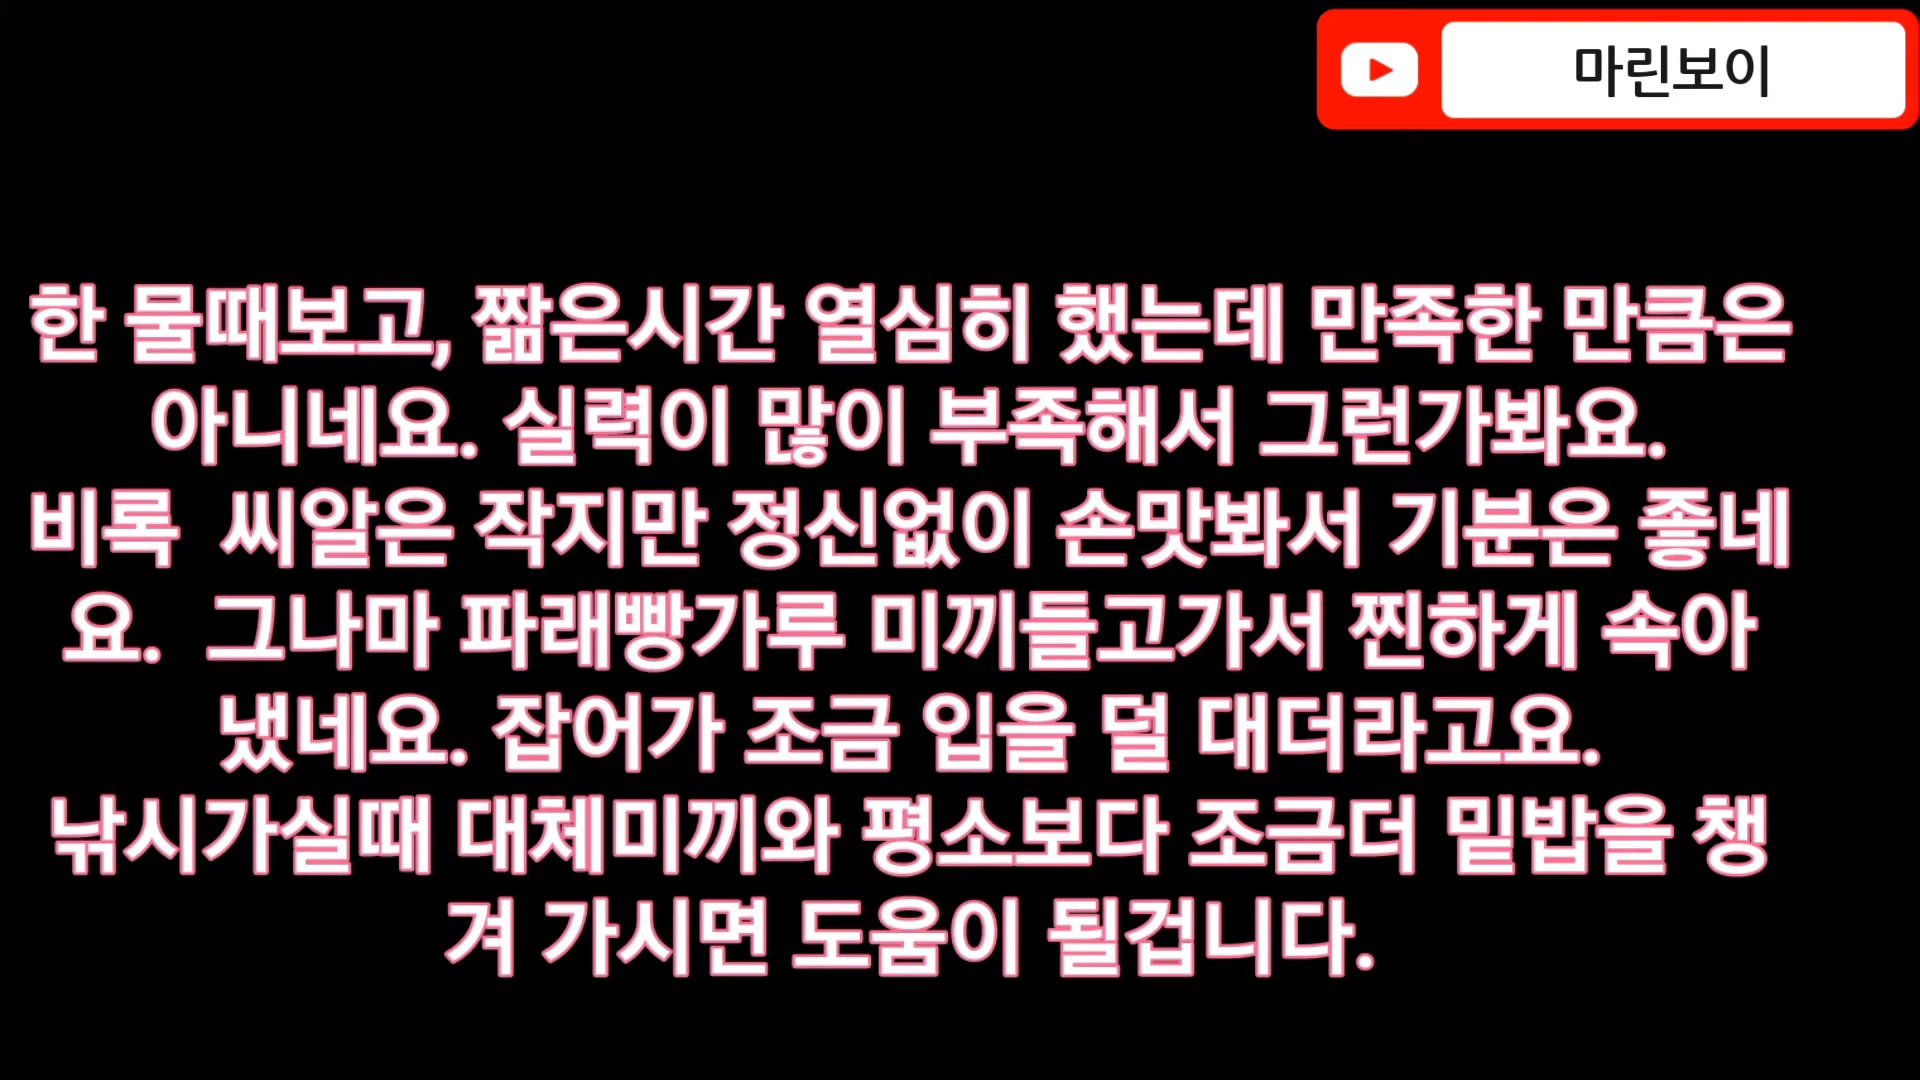 마린보이
한 물때보고, 짧은시간 열심히 했는데 만족한 만큼은
아니네요. 실력이 많이 부족해서 그런가봐요.
비록  씨알은 작지만 정신없이 손맛봐서 기분은 좋네
요.  그나마 파래빵가루 미끼들고가서 찐하게 속아
냈네요. 잡어가 조금 입을 덜 대더라고요.
낚시가실때 대체미끼와 평소보다 조금더 밑밥을 챙
겨 가시면 도움이 될겁니다.